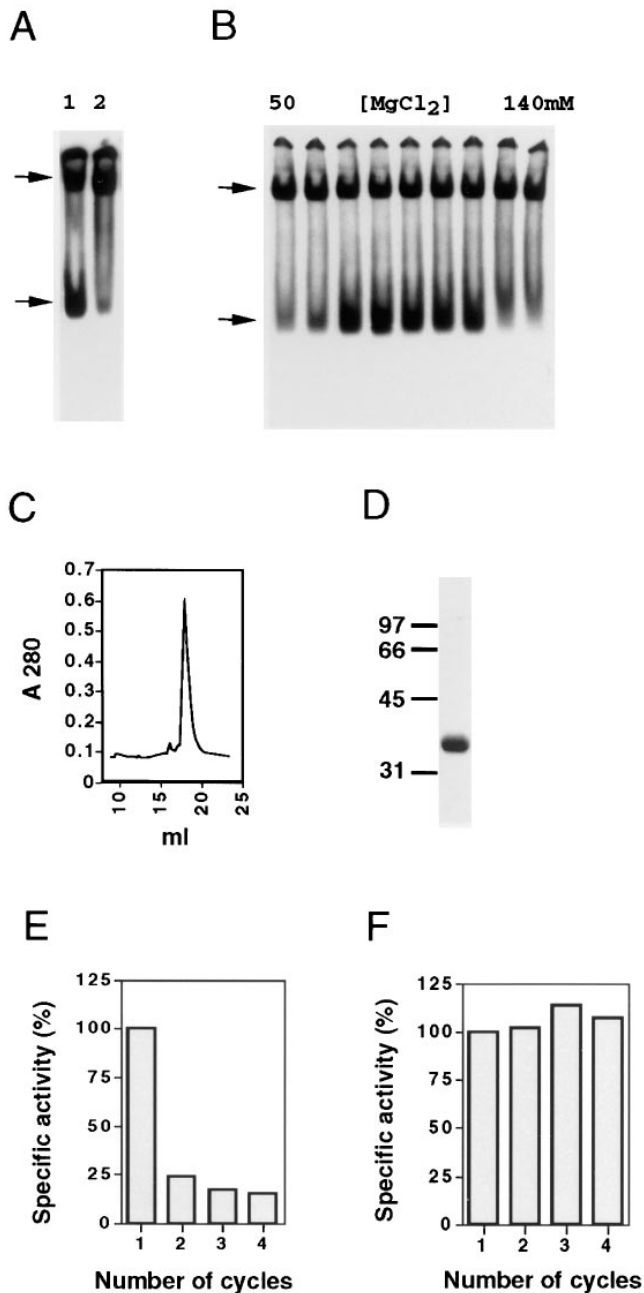 A
B
1 2
50 [MgCl2] 140mM
C
D
0.7
0.6
0.5
0.4
0.3
0.2
0.1
0
A 280
10
15
20
25
ml
97
66
45
31
E
F
125
100
75
50
25
0
Specific activity (%)
1 2 3 4
Number of cycles
125
100
75
50
25
0
Specific activity (%)
1 2 3 4
Number of cycles